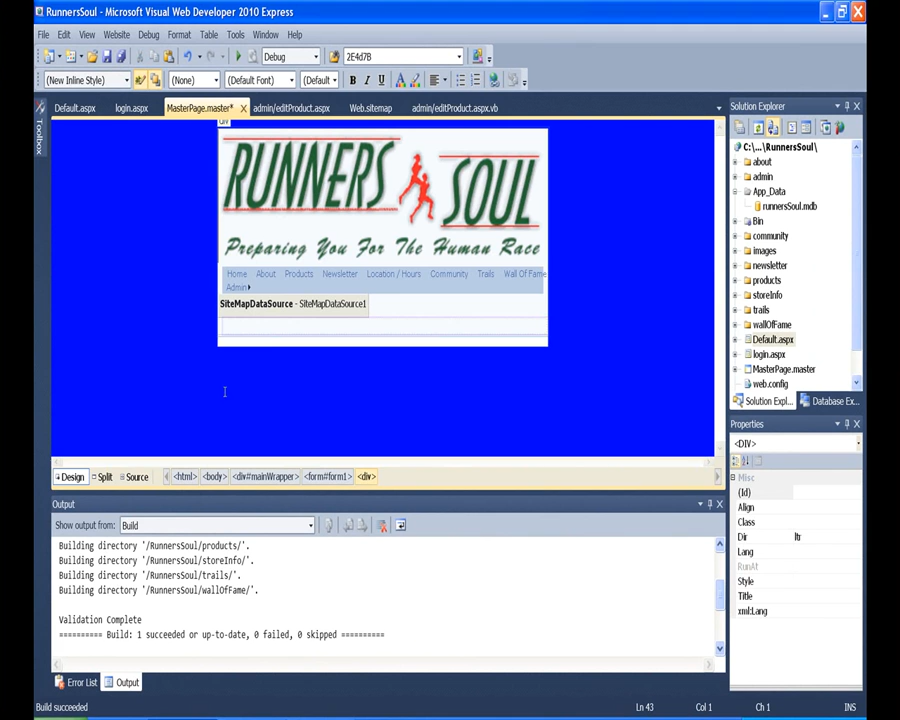 RunnersSoul - Microsoft Visual Web Developer 2010 Express
File Edit View Website Debug Format Table Tools Window Help
Debug 2E4d7B
(New Inline Style) (None) (Default Font) (Default B I U A
Default.aspx login.aspx MasterPage.master* X admin/editProduct.aspx Web.sitemap admin/editProduct.aspx.vb
Toolbox
div
RUNNERS SOUL
Preparing You For The Human Race
Home About Products Newsletter Location / Hours Community Trails Wall Of Fame
Admin
SiteMapDataSource - SiteMapDataSource1
Design Split Source <html> <body> <div#mainWrapper> <form#form1> <div>
Output
Show output from: Build
Building directory '/RunnersSoul/products/'.
Building directory '/RunnersSoul/storeInfo/'.
Building directory '/RunnersSoul/trails/'.
Building directory '/RunnersSoul/wallOfFame/'.
Validation Complete
========== Build: 1 succeeded or up-to-date, 0 failed, 0 skipped ==========
Error List Output
Build succeeded Ln 43 Col 1 Ch 1 INS
Solution Explorer
C:\...\RunnersSoul\
about
admin
App_Data
runnersSoul.mdb
Bin
community
images
newsletter
products
storeInfo
trails
wallOfFame
Default.aspx
login.aspx
MasterPage.master
web.config
Solution Expl... Database Ex...
Properties
<DIV>
Misc
(Id)
Align
Class
Dir ltr
Lang
RunAt
Style
Title
xml:Lang